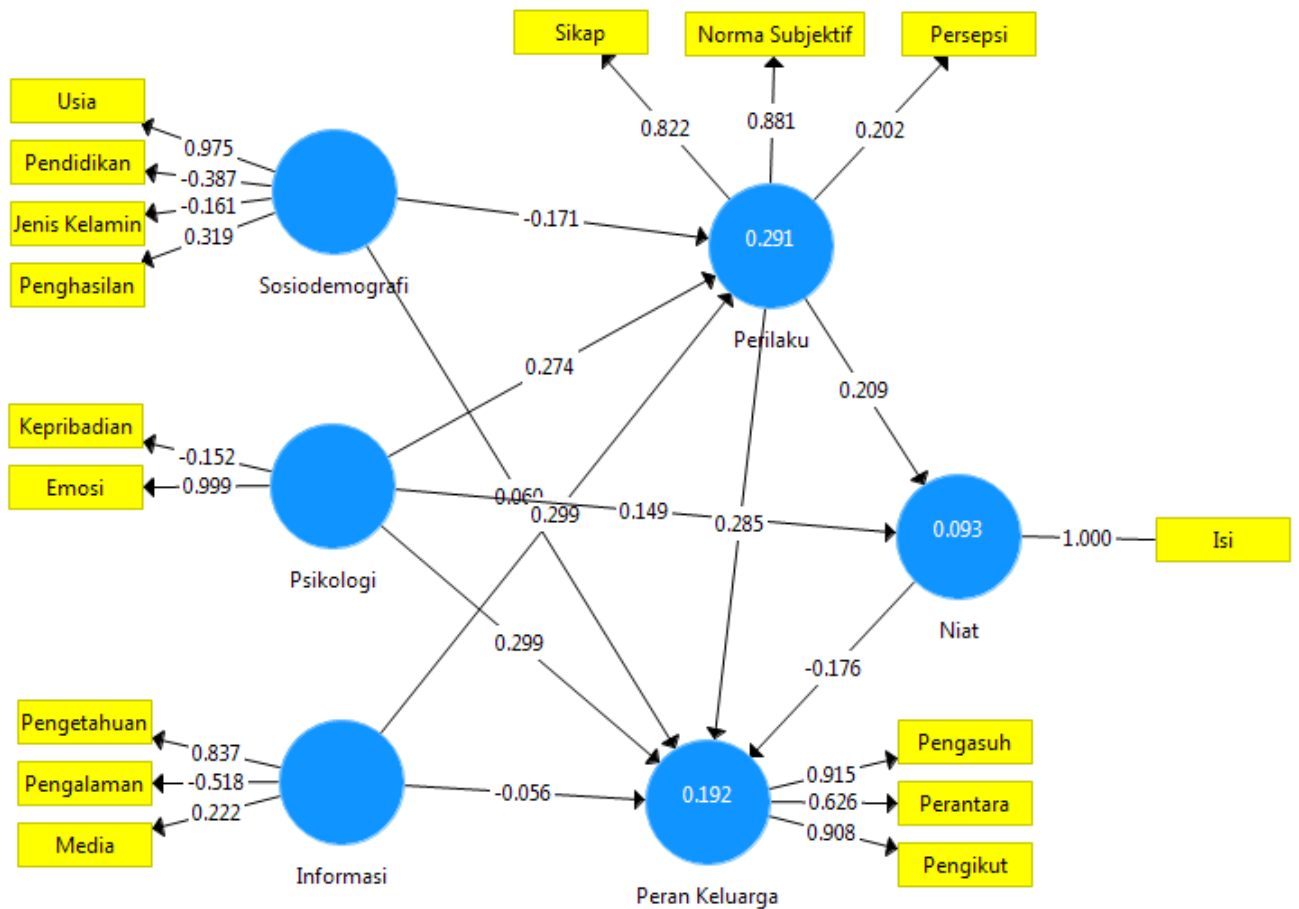 Sikap
Norma Subjektif
Persepsi
Usia
Pendidikan
Jenis Kelamin
Penghasilan
0.975
-0.387
-0.161
0.319
Sosiodemografi
0.822
0.881
0.202
-0.171
0.291
Perilaku
0.274
0.209
Kepribadian
Emosi
-0.152
0.999
Psikologi
0.060
0.299
0.149
0.285
0.093
Niat
1.000
Isi
0.299
-0.176
Pengetahuan
Pengalaman
Media
0.837
-0.518
0.222
Informasi
-0.056
0.192
Peran Keluarga
0.915
0.626
0.908
Pengasuh
Perantara
Pengikut